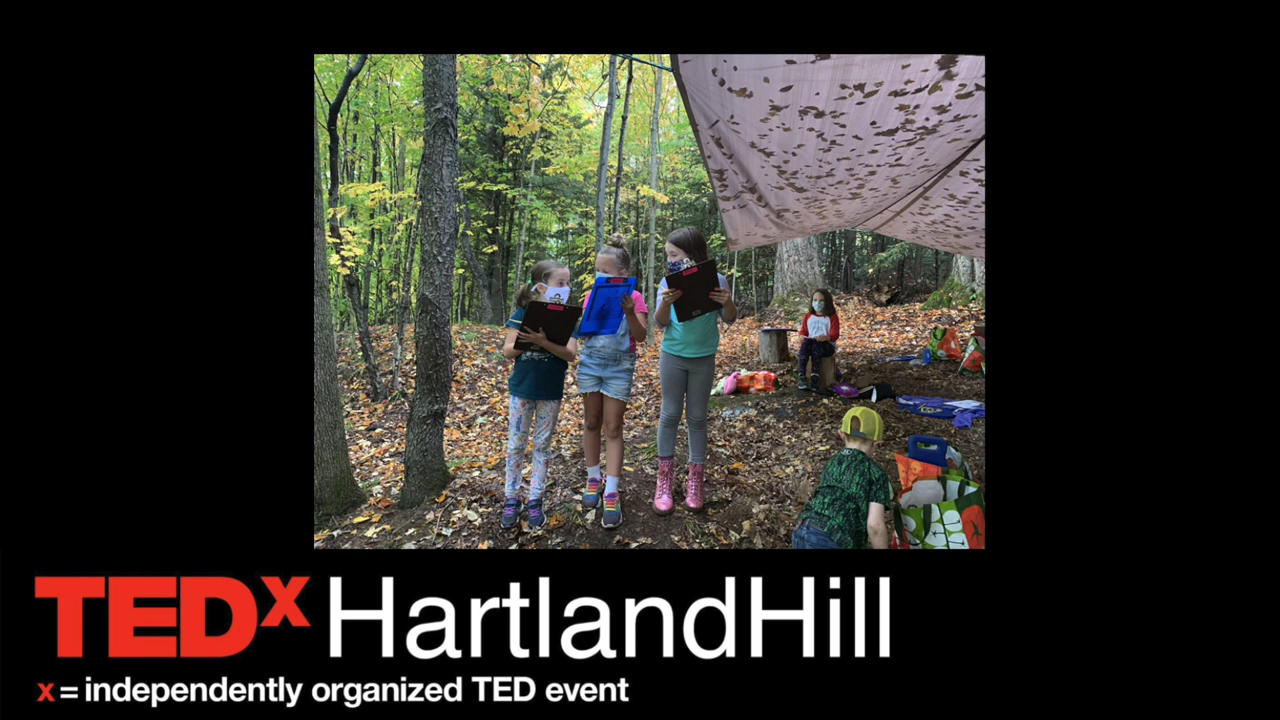 TEDx HartlandHill
x = independently organized TED event